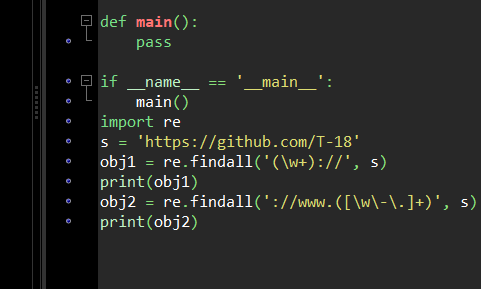 def main():
    pass

if __name__ == '__main__':
    main()
import re
s = 'https://github.com/T-18'
obj1 = re.findall('(\w+)://', s)
print(obj1)
obj2 = re.findall('://www.([\w\-\.]+)', s)
print(obj2)